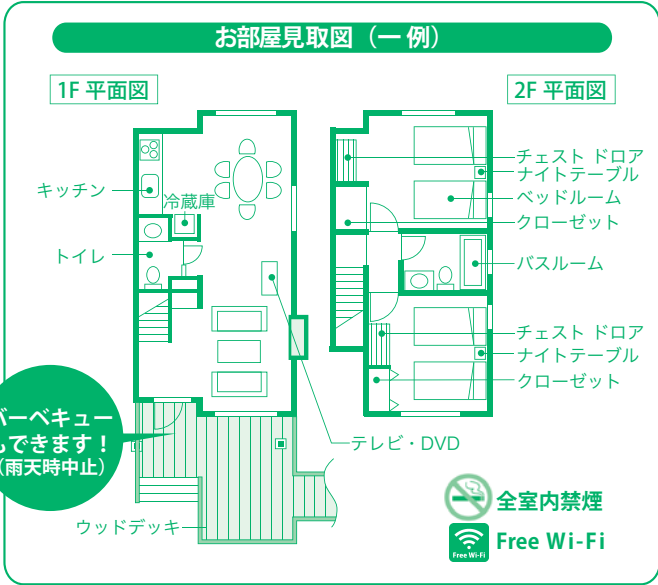 お部屋見取図（一例）
1F 平面図
2F 平面図
キッチン
冷蔵庫
トイレ
チェスト ドロア
ナイトテーブル
ベッドルーム
クローゼット
バスルーム
チェスト ドロア
ナイトテーブル
クローゼット
バーベキュー
もできます！
（雨天時中止）
テレビ・DVD
ウッドデッキ
全室内禁煙
Free Wi-Fi
Free Wi-Fi